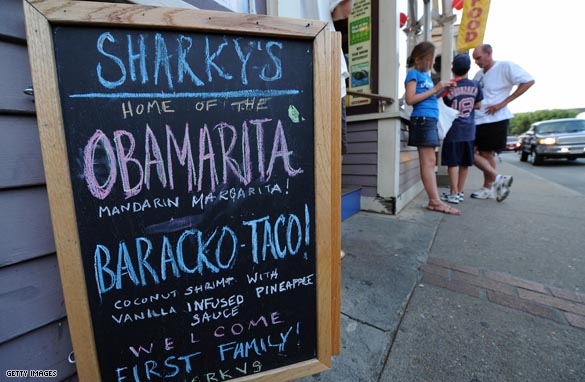 SHARKY'S
HOME OF THE
OBAMARITA
MANDARIN MARGARITA!
BARACKO-TACO!
COCONUT SHRIMP WITH
VANILLA INFUSED PINEAPPLE
SAUCE
WELCOME
FIRST FAMILY!
GETTY IMAGES